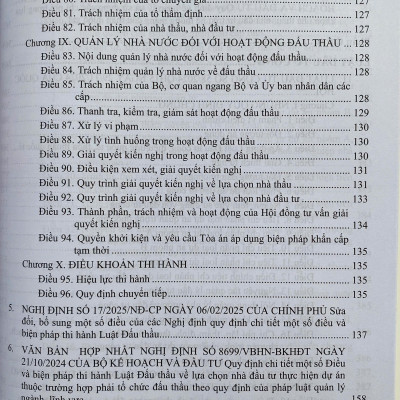 Điều 80. Trách nhiệm của tổ chuyên gia ........ 127
Điều 81. Trách nhiệm của tổ thẩm định ........ 127
Điều 82. Trách nhiệm của nhà thầu, nhà đầu tư ........ 127
Chương IX. QUẢN LÝ NHÀ NƯỚC ĐỐI VỚI HOẠT ĐỘNG ĐẤU THẦU ... 128
Điều 83. Nội dung quản lý nhà nước đối với hoạt động đấu thầu ........ 128
Điều 84. Trách nhiệm quản lý nhà nước về đấu thầu ........ 128
Điều 85. Trách nhiệm của Bộ, cơ quan ngang Bộ và Ủy ban nhân dân các
cấp ........ 128
Điều 86. Thanh tra, kiểm tra, giám sát hoạt động đấu thầu ........ 129
Điều 87. Xử lý vi phạm ........ 130
Điều 88. Xử lý tình huống trong hoạt động đấu thầu ........ 130
Điều 89. Giải quyết kiến nghị trong hoạt động đấu thầu ........ 130
Điều 90. Điều kiện xem xét, giải quyết kiến nghị ........ 131
Điều 91. Quy trình giải quyết kiến nghị về lựa chọn nhà thầu ........ 131
Điều 92. Quy trình giải quyết kiến nghị về lựa chọn nhà đầu tư ........ 133
Điều 93. Thành phần, trách nhiệm và hoạt động của Hội đồng tư vấn giải
quyết kiến nghị ........ 134
Điều 94. Quyền khởi kiện và yêu cầu Tòa án áp dụng biện pháp khẩn cấp
tạm thời ........ 135
Chương X. ĐIỀU KHOẢN THI HÀNH ........ 135
Điều 95. Hiệu lực thi hành ........ 135
Điều 96. Quy định chuyển tiếp ........ 135
5. NGHỊ ĐỊNH SỐ 17/2025/NĐ-CP NGÀY 06/02/2025 CỦA CHÍNH PHỦ Sửa
đổi, bổ sung một số điều của các Nghị định quy định chi tiết một số điều và
biện pháp thi hành Luật Đấu thầu ........ 137
6. VĂN BẢN HỢP NHẤT NGHỊ ĐỊNH SỐ 8699/VBHN-BKHĐT NGÀY
21/10/2024 CỦA BỘ KẾ HOẠCH VÀ ĐẦU TƯ Quy định chi tiết một số Điều
và biện pháp thi hành Luật Đấu thầu về lựa chọn nhà đầu tư thực hiện dự án
thuộc trường hợp phải tổ chức đấu thầu theo quy định của pháp luật quản lý
ngành, lĩnh vực ........ 158